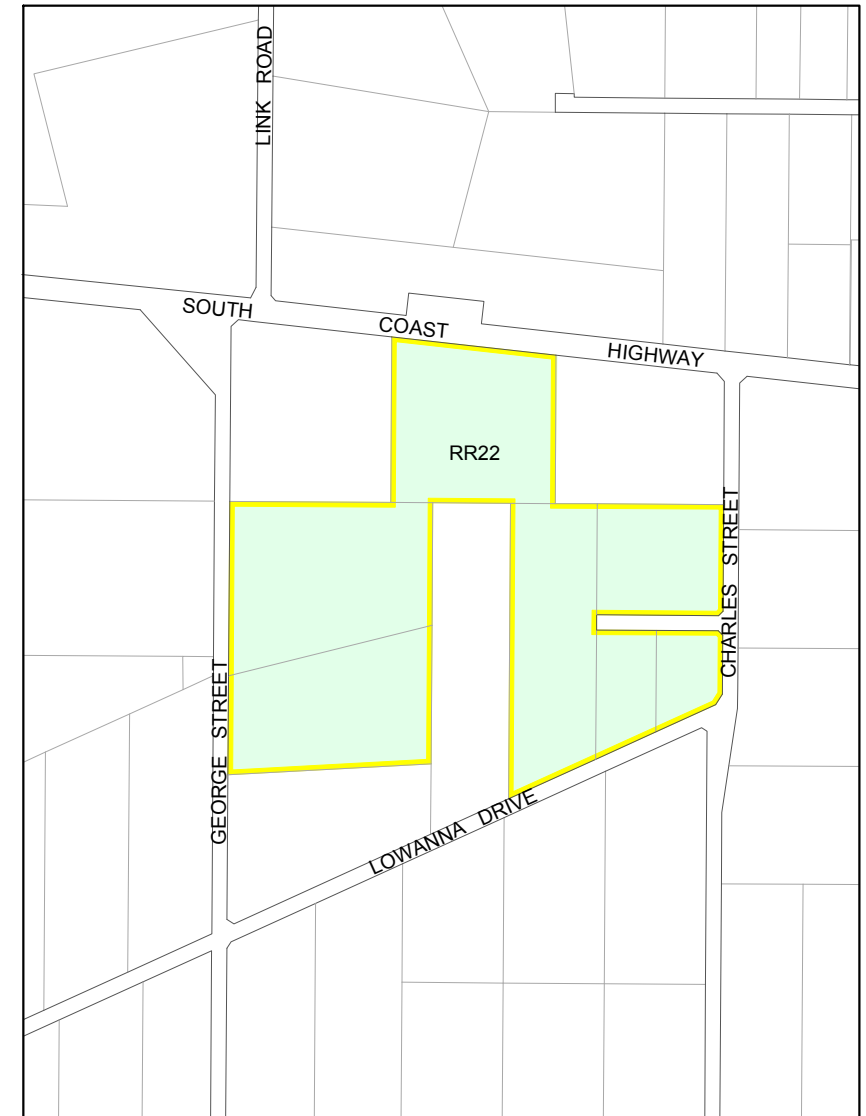 LINK ROAD
SOUTH COAST HIGHWAY
RR22
CHARLES STREET
GEORGE STREET
LOWANNA DRIVE